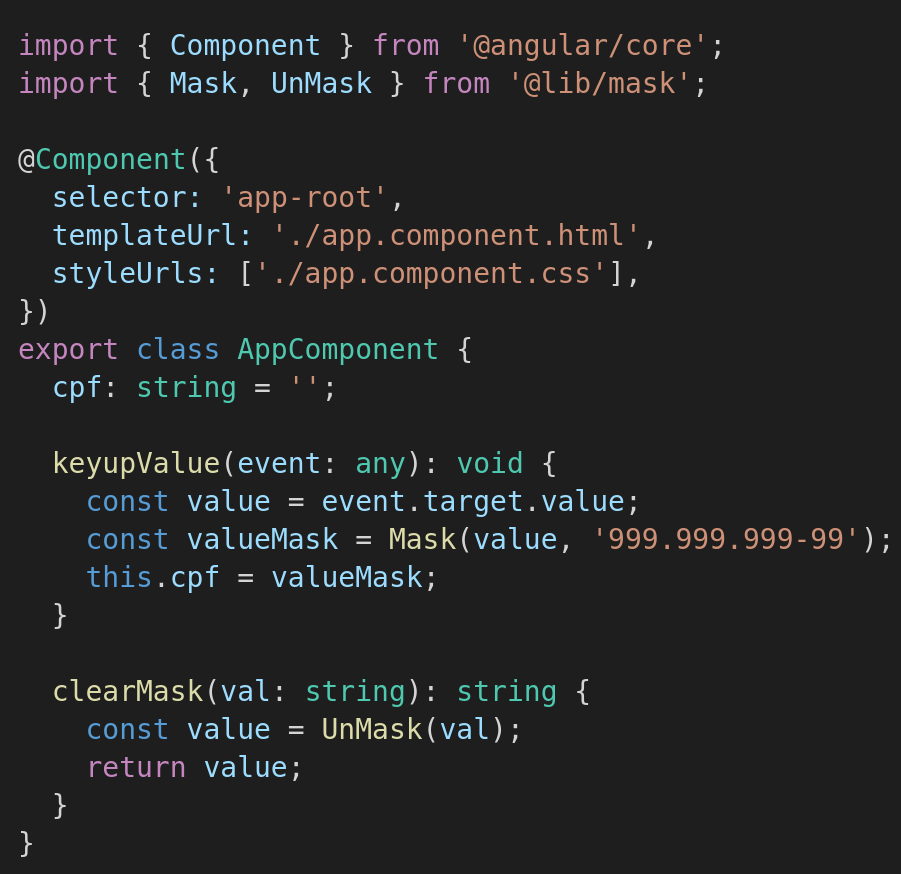 import { Component } from '@angular/core';
import { Mask, UnMask } from '@lib/mask';

@Component({
  selector: 'app-root',
  templateUrl: './app.component.html',
  styleUrls: ['./app.component.css'],
})
export class AppComponent {
  cpf: string = '';

  keyupValue(event: any): void {
    const value = event.target.value;
    const valueMask = Mask(value, '999.999.999-99');
    this.cpf = valueMask;
  }

  clearMask(val: string): string {
    const value = UnMask(val);
    return value;
  }
}